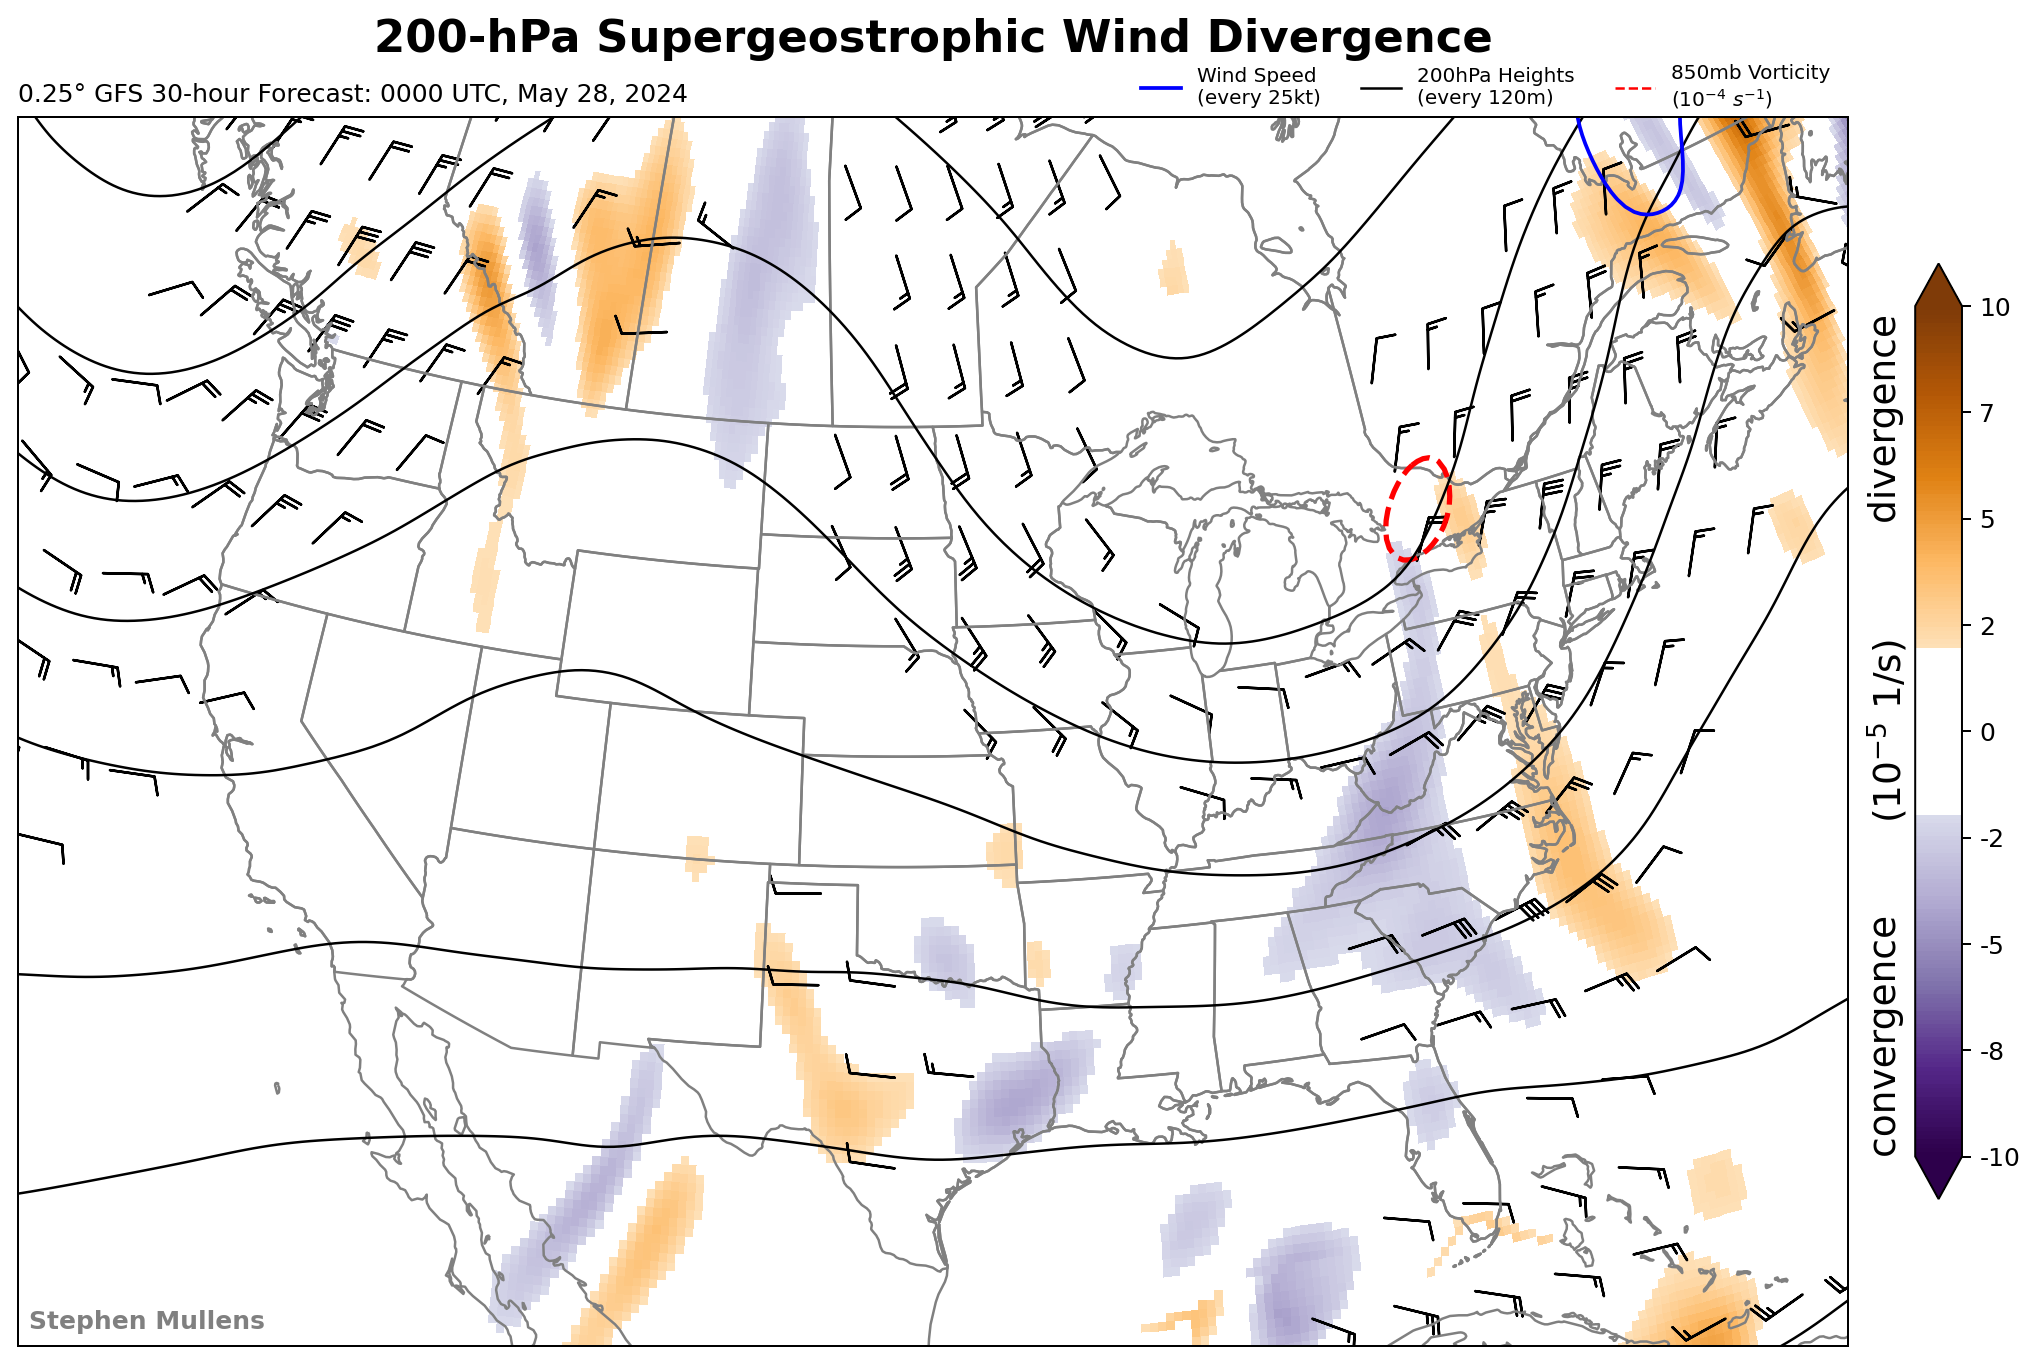 200-hPa Supergeostrophic Wind Divergence
0.25° GFS 30-hour Forecast: 0000 UTC, May 28, 2024
Wind Speed
(every 25kt)
200hPa Heights
(every 120m)
850mb Vorticity
(10⁻⁴ s⁻¹)
10
7
5
2
0
-2
-5
-8
-10
convergence (10⁻⁵ 1/s) divergence
Stephen Mullens